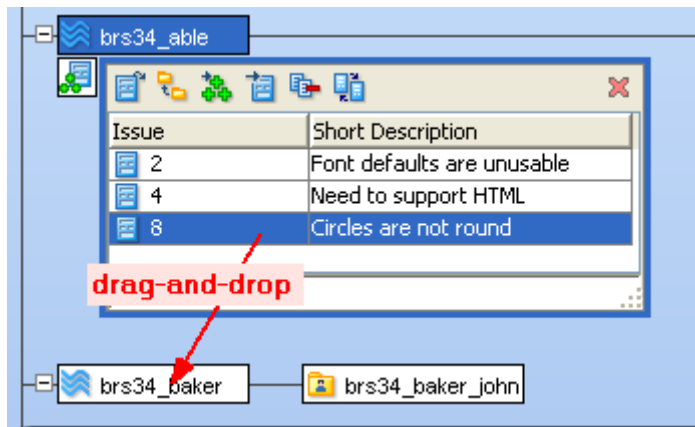 brs34_able
Issue Short Description
2 Font defaults are unusable
4 Need to support HTML
8 Circles are not round
drag-and-drop
brs34_baker brs34_baker_john